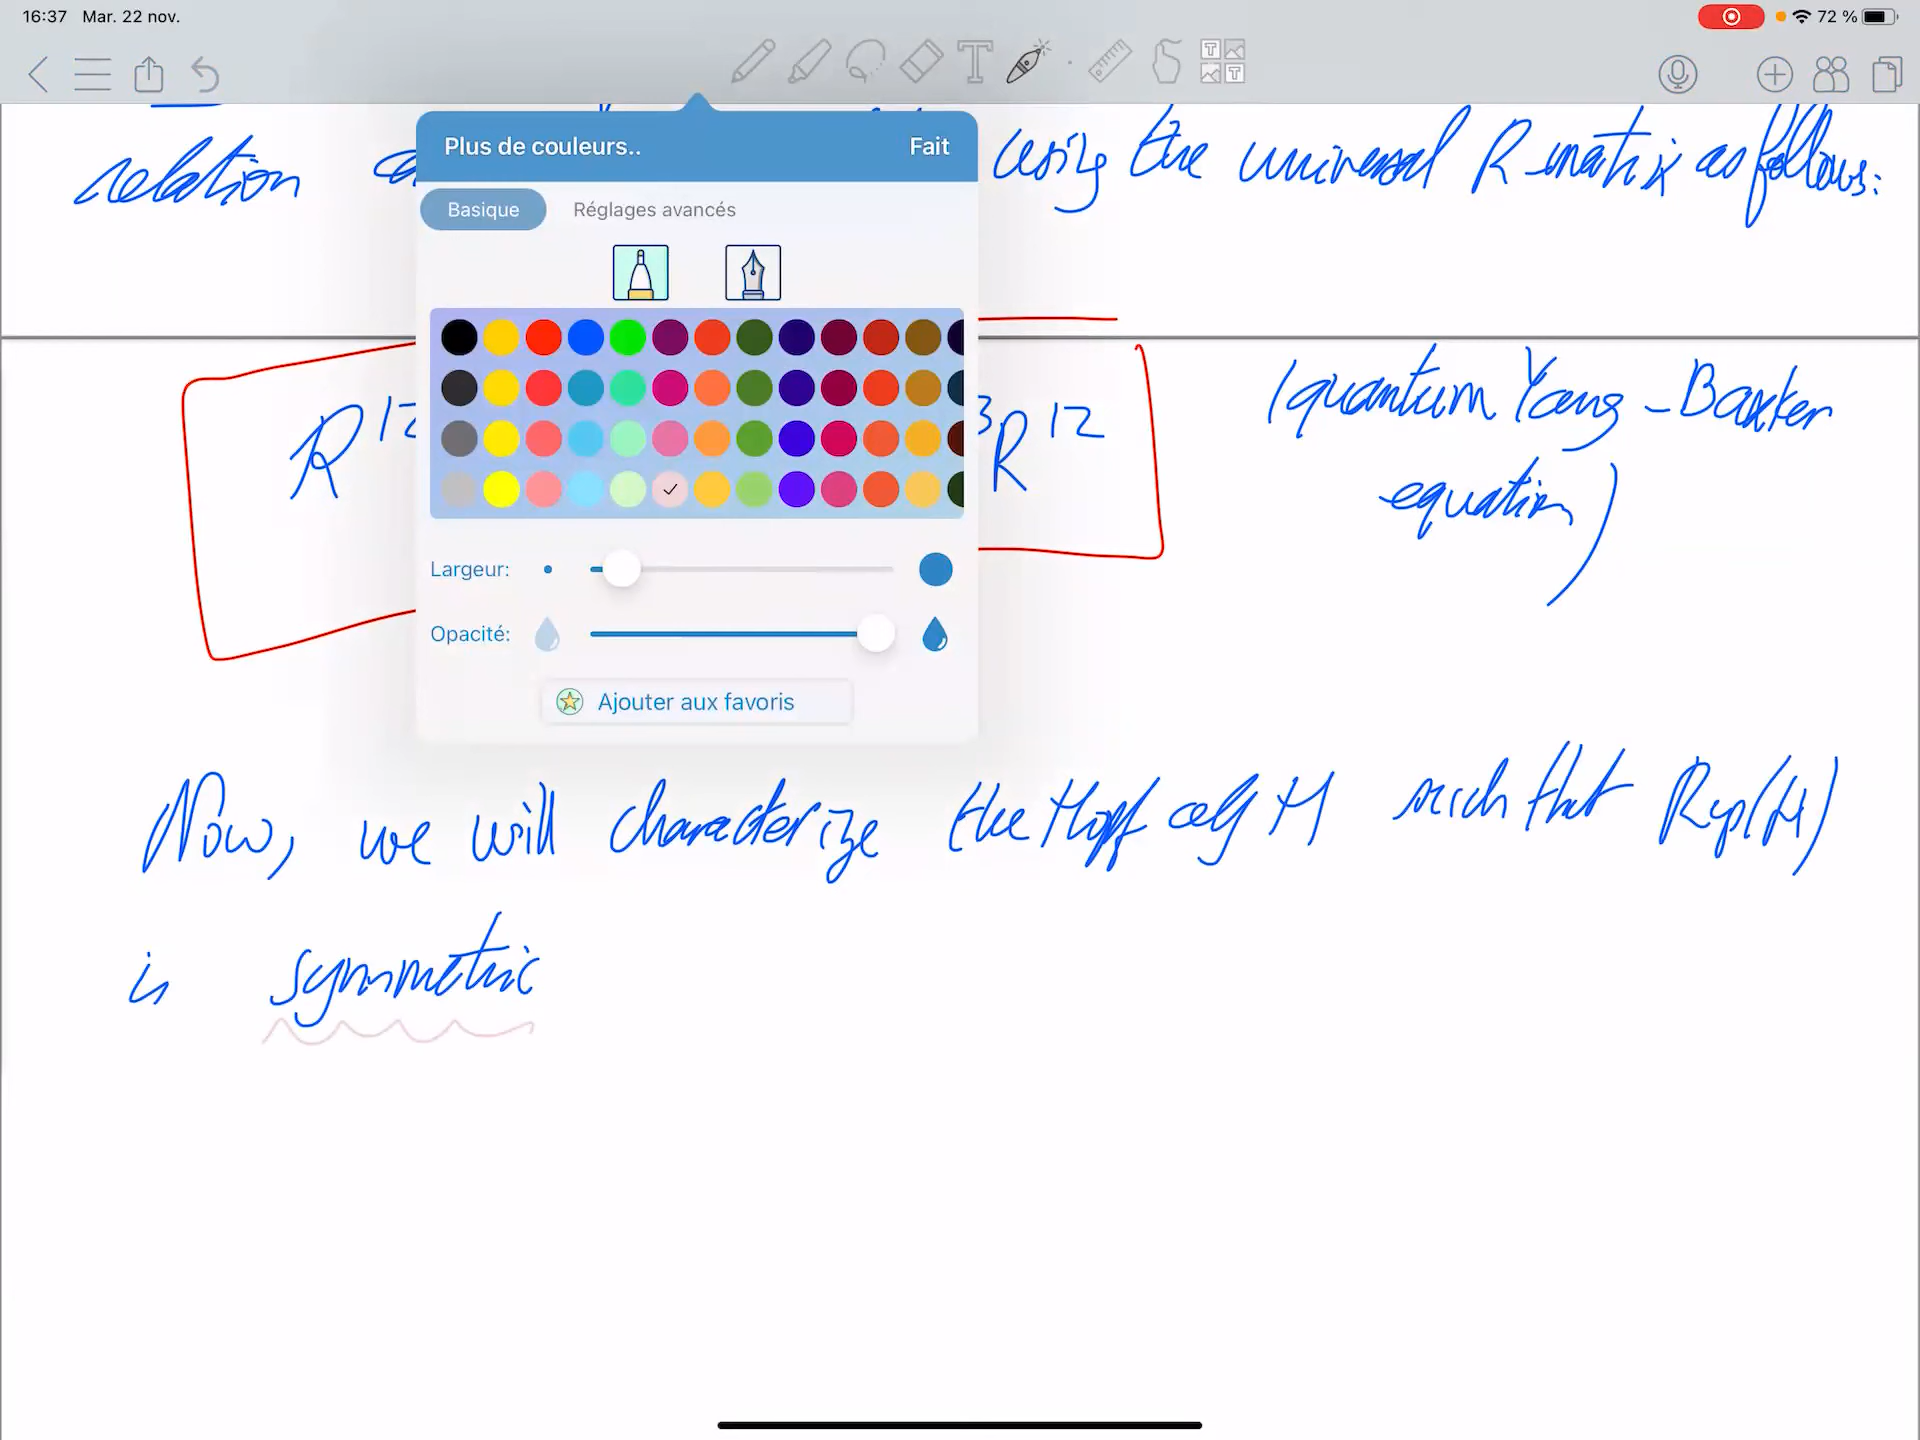 16:37 Mar. 22 nov. 72 %
Plus de couleurs.. Fait
Basique Réglages avancés
relation using the universal R-matrix as follows:
R12 3R12 (quantum Yang-Baxter
equation)
Largeur:
Opacité:
Ajouter aux favoris
Now, we will characterize the Hopf alg H such that Rep(H)
is symmetric